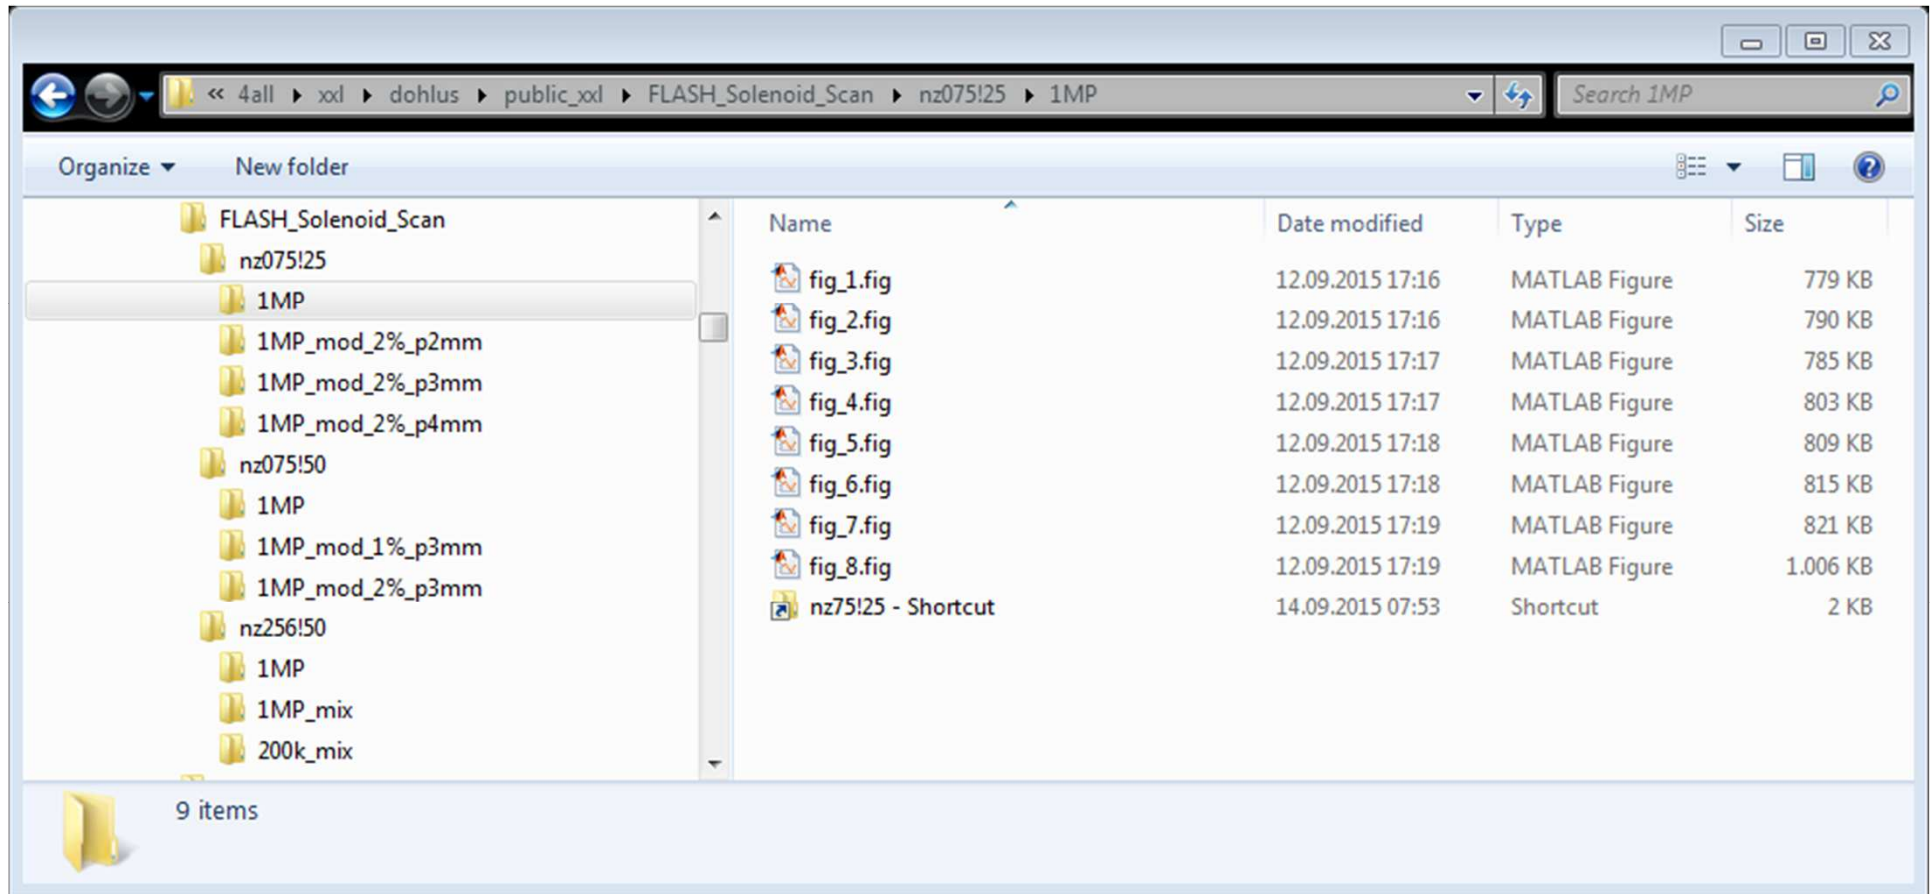 « 4all ▸ xxl ▸ dohlus ▸ public_xxl ▸ FLASH_Solenoid_Scan ▸ nz075!25 ▸ 1MP
Search 1MP
Organize ▾ New folder
FLASH_Solenoid_Scan
nz075!25
1MP
1MP_mod_2%_p2mm
1MP_mod_2%_p3mm
1MP_mod_2%_p4mm
nz075!50
1MP
1MP_mod_1%_p3mm
1MP_mod_2%_p3mm
nz256!50
1MP
1MP_mix
200k_mix
Name Date modified Type Size
fig_1.fig 12.09.2015 17:16 MATLAB Figure 779 KB
fig_2.fig 12.09.2015 17:16 MATLAB Figure 790 KB
fig_3.fig 12.09.2015 17:17 MATLAB Figure 785 KB
fig_4.fig 12.09.2015 17:17 MATLAB Figure 803 KB
fig_5.fig 12.09.2015 17:18 MATLAB Figure 809 KB
fig_6.fig 12.09.2015 17:18 MATLAB Figure 815 KB
fig_7.fig 12.09.2015 17:19 MATLAB Figure 821 KB
fig_8.fig 12.09.2015 17:19 MATLAB Figure 1.006 KB
nz75!25 - Shortcut 14.09.2015 07:53 Shortcut 2 KB
9 items